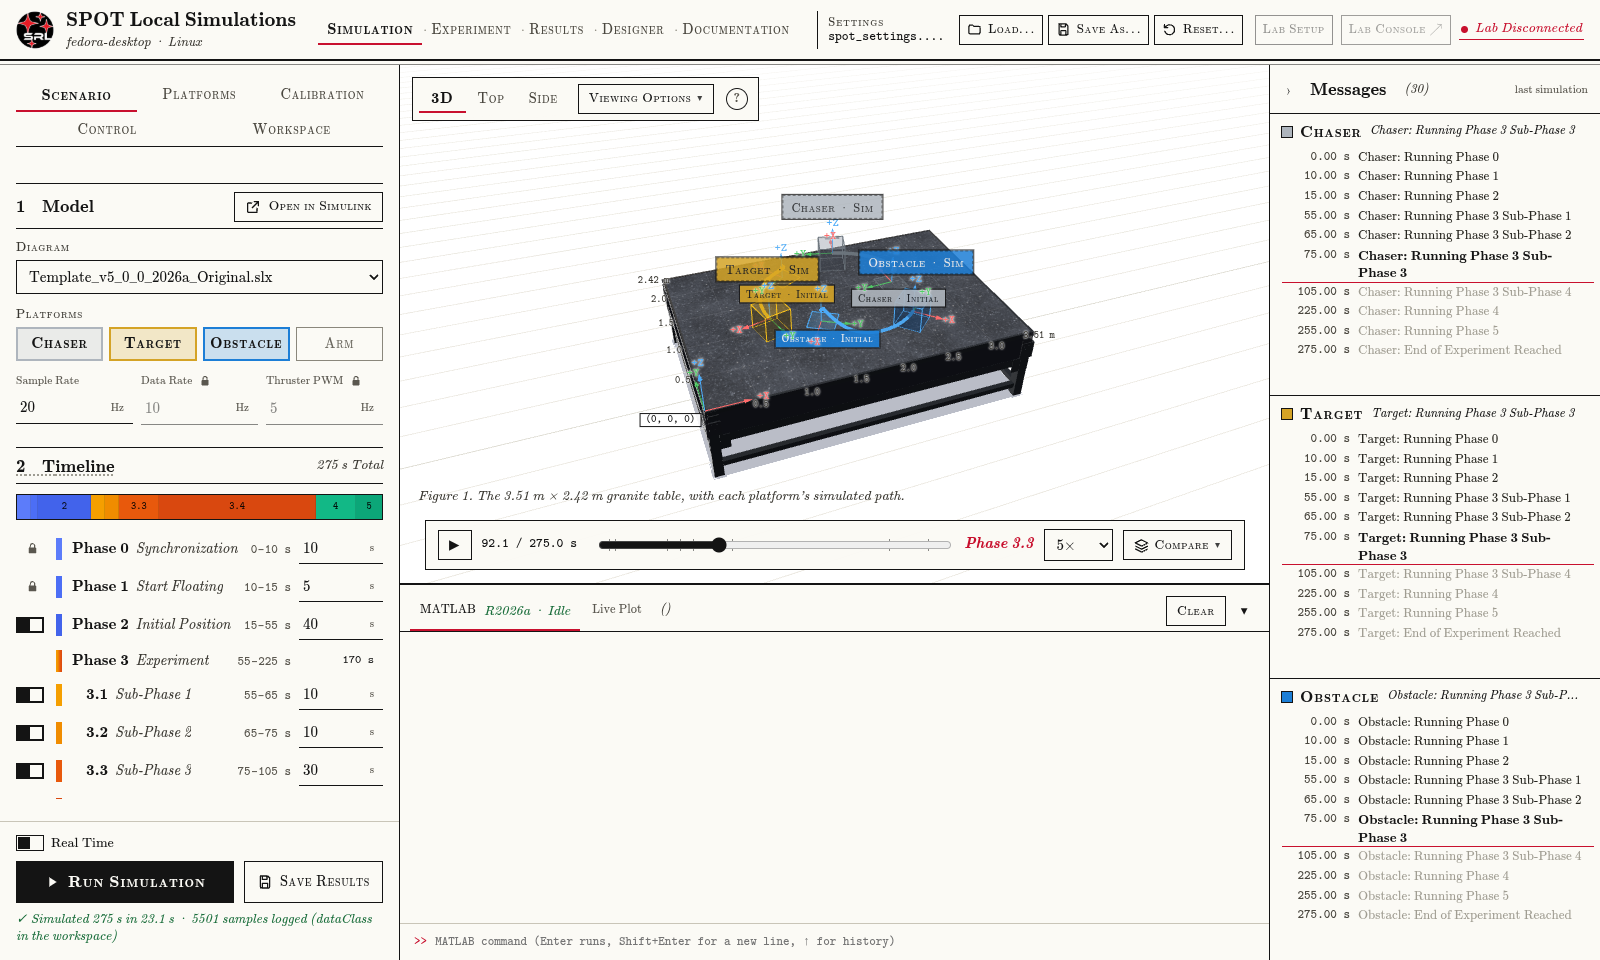 SPOT Local Simulations
fedora-desktop · Linux
Simulation · Experiment · Results · Designer · Documentation
Settings
spot_settings....
Load...
Save As...
Reset...
Lab Setup
Lab Console
Lab Disconnected
Scenario
Platforms
Calibration
Control
Workspace
1 Model
Open in Simulink
Diagram
Template_v5_0_0_2026a_Original.slx
Platforms
Chaser
Target
Obstacle
Arm
Sample Rate
Data Rate
Thruster PWM
20 Hz
10 Hz
5 Hz
2 Timeline
275 s Total
2 3.3 3.4 4 5
Phase 0 Synchronization 0–10 s 10 s
Phase 1 Start Floating 10–15 s 5 s
Phase 2 Initial Position 15–55 s 40 s
Phase 3 Experiment 55–225 s 170 s
3.1 Sub-Phase 1 55–65 s 10 s
3.2 Sub-Phase 2 65–75 s 10 s
3.3 Sub-Phase 3 75–105 s 30 s
Real Time
Run Simulation
Save Results
✓ Simulated 275 s in 23.1 s · 5501 samples logged (dataClass
in the workspace)
3D
Top
Side
Viewing Options ▾
?
Chaser · Sim
+Z
Target · Sim
Obstacle · Sim
Target · Initial
Chaser · Initial
Obstacle · Initial
2.42 m
(0, 0, 0)
0.5
1.0
1.5
2.0
2.5
3.0
+X
Figure 1. The 3.51 m × 2.42 m granite table, with each platform's simulated path.
92.1 / 275.0 s
Phase 3.3
5×
Compare ▾
MATLAB R2026a · Idle
Live Plot
()
Clear
▼
>> MATLAB command (Enter runs, Shift+Enter for a new line, ↑ for history)
› Messages (30)
last simulation
Chaser Chaser: Running Phase 3 Sub-Phase 3
0.00 s Chaser: Running Phase 0
10.00 s Chaser: Running Phase 1
15.00 s Chaser: Running Phase 2
55.00 s Chaser: Running Phase 3 Sub-Phase 1
65.00 s Chaser: Running Phase 3 Sub-Phase 2
75.00 s Chaser: Running Phase 3 Sub-
Phase 3
105.00 s Chaser: Running Phase 3 Sub-Phase 4
225.00 s Chaser: Running Phase 4
255.00 s Chaser: Running Phase 5
275.00 s Chaser: End of Experiment Reached
Target Target: Running Phase 3 Sub-Phase 3
0.00 s Target: Running Phase 0
10.00 s Target: Running Phase 1
15.00 s Target: Running Phase 2
55.00 s Target: Running Phase 3 Sub-Phase 1
65.00 s Target: Running Phase 3 Sub-Phase 2
75.00 s Target: Running Phase 3 Sub-
Phase 3
105.00 s Target: Running Phase 3 Sub-Phase 4
225.00 s Target: Running Phase 4
255.00 s Target: Running Phase 5
275.00 s Target: End of Experiment Reached
Obstacle Obstacle: Running Phase 3 Sub-P...
0.00 s Obstacle: Running Phase 0
10.00 s Obstacle: Running Phase 1
15.00 s Obstacle: Running Phase 2
55.00 s Obstacle: Running Phase 3 Sub-Phase 1
65.00 s Obstacle: Running Phase 3 Sub-Phase 2
75.00 s Obstacle: Running Phase 3 Sub-
Phase 3
105.00 s Obstacle: Running Phase 3 Sub-Phase 4
225.00 s Obstacle: Running Phase 4
255.00 s Obstacle: Running Phase 5
275.00 s Obstacle: End of Experiment Reached